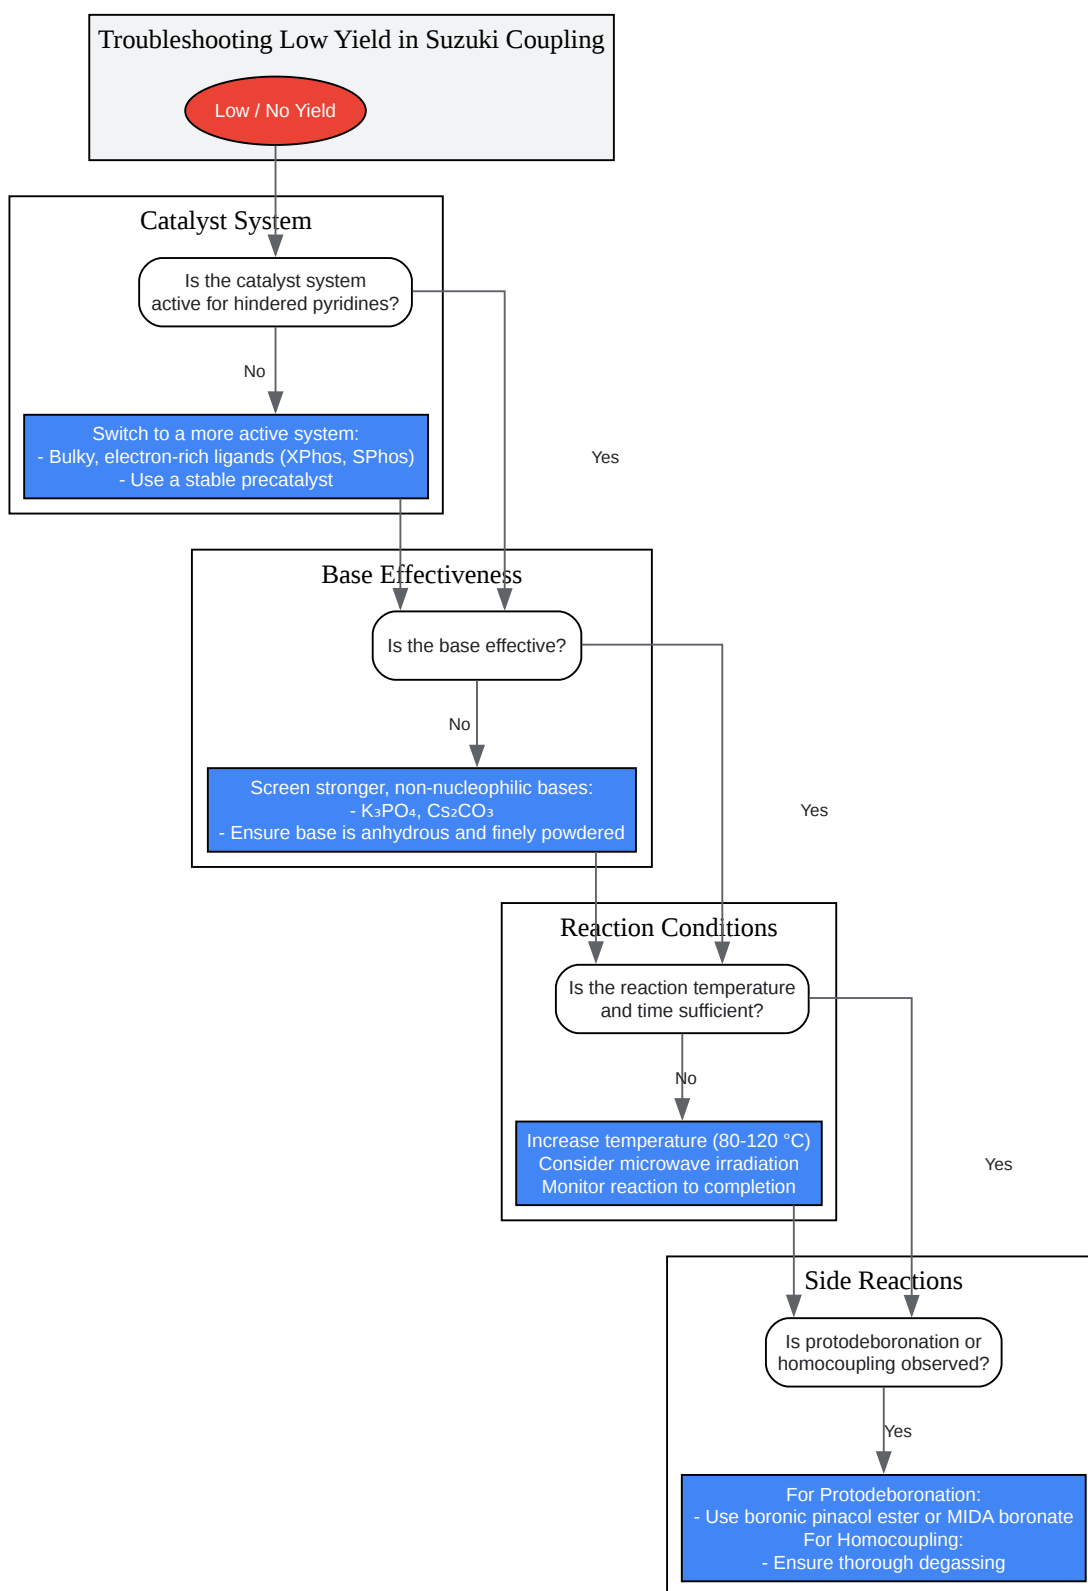 Troubleshooting Low Yield in Suzuki Coupling
Low / No Yield
Catalyst System
Is the catalyst system
active for hindered pyridines?
No
Switch to a more active system:
- Bulky, electron-rich ligands (XPhos, SPhos)
- Use a stable precatalyst
Yes
Base Effectiveness
Is the base effective?
No
Screen stronger, non-nucleophilic bases:
- K₃PO₄, Cs₂CO₃
- Ensure base is anhydrous and finely powdered
Yes
Reaction Conditions
Is the reaction temperature
and time sufficient?
No
Increase temperature (80-120 °C)
Consider microwave irradiation
Monitor reaction to completion
Yes
Side Reactions
Is protodeboronation or
homocoupling observed?
Yes
For Protodeboronation:
- Use boronic pinacol ester or MIDA boronate
For Homocoupling:
- Ensure thorough degassing